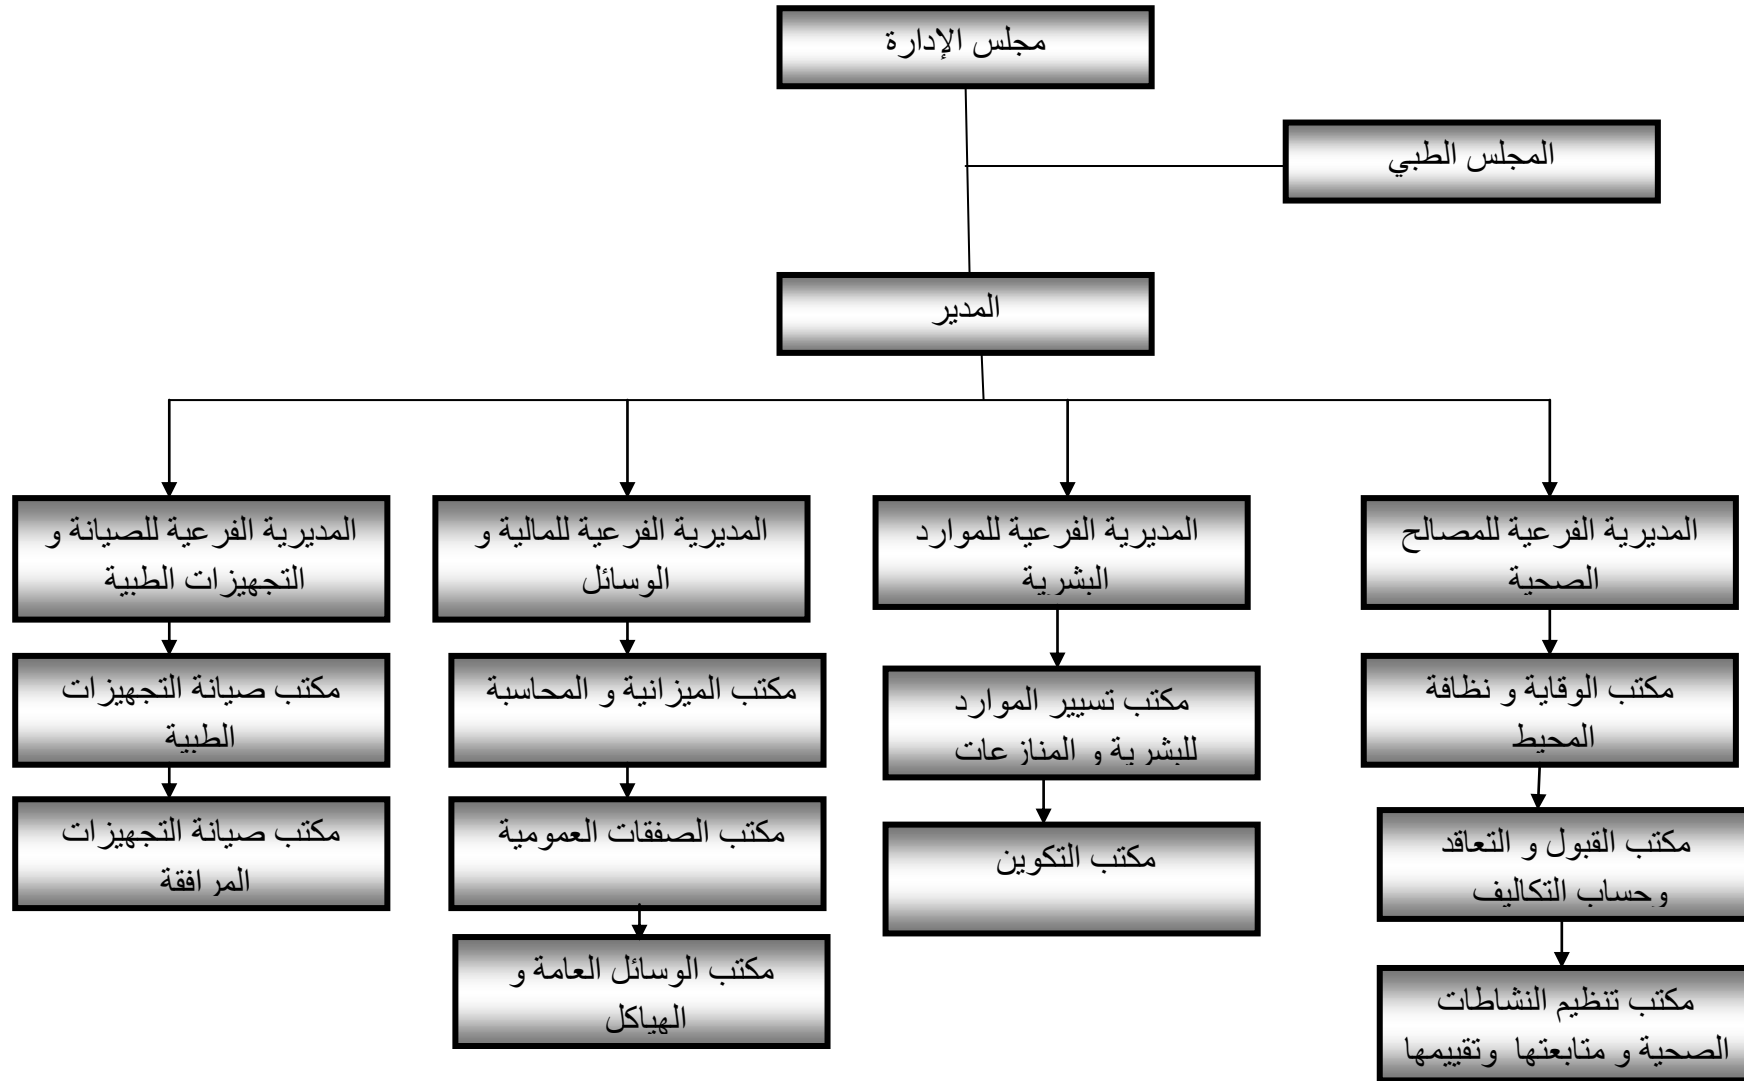 مجلس الإدارة
المجلس الطبي
المدير
المديرية الفرعية للمصالح
الصحية
المديرية الفرعية للموارد
البشرية
المديرية الفرعية للمالية و
الوسائل
المديرية الفرعية للصيانة و
التجهيزات الطبية
مكتب الوقاية و نظافة
المحيط
مكتب تسيير الموارد
للبشرية و المنازعات
مكتب الميزانية و المحاسبة
مكتب صيانة التجهيزات
الطبية
مكتب القبول و التعاقد
وحساب التكاليف
مكتب التكوين
مكتب الصفقات العمومية
مكتب صيانة التجهيزات
المرافقة
مكتب تنظيم النشاطات
الصحية و متابعتها وتقييمها
مكتب الوسائل العامة و
الهياكل